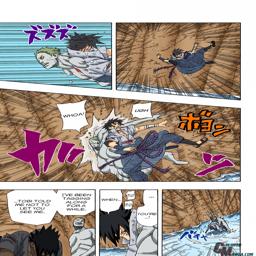 ズズズ
ボヨン
UGH
WHOA!
ガッ
WHEN...
YOU'RE...
I'VE BEEN
TAGGING
ALONG FOR
A WHILE.
...TOBI TOLD
ME NOT TO
LET YOU
SEE ME.